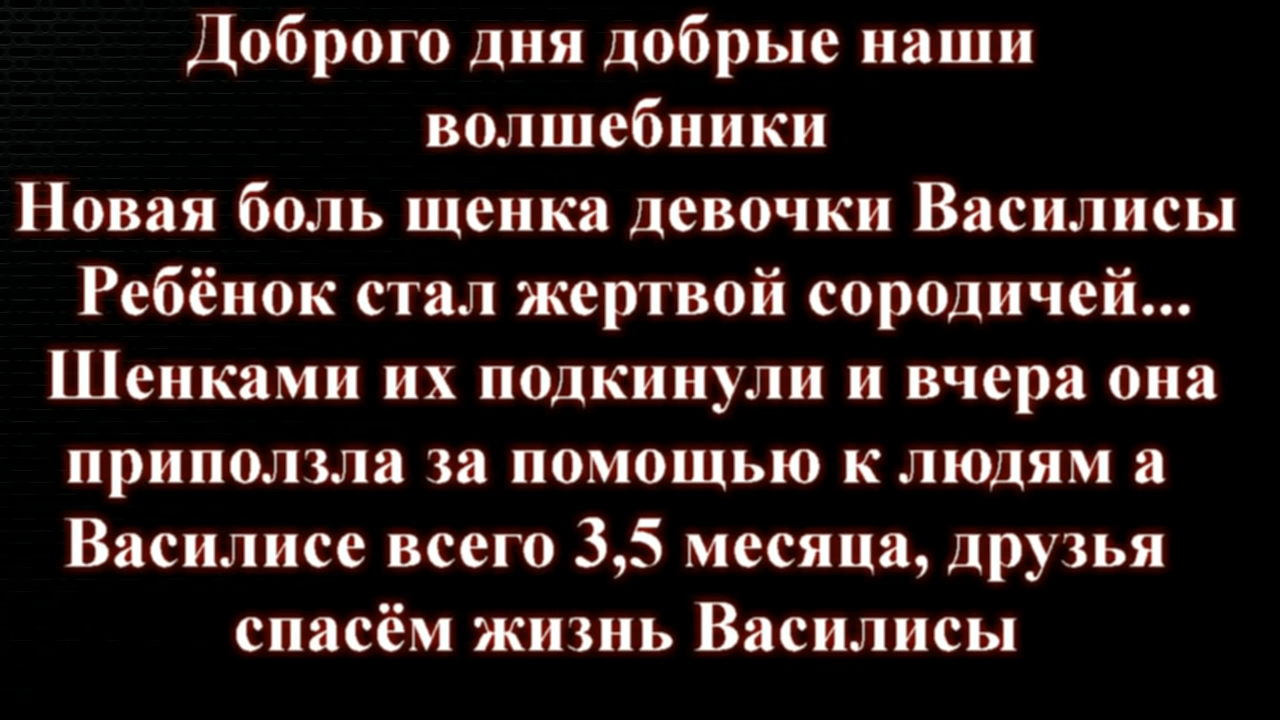 Доброго дня добрые наши
волшебники
Новая боль щенка девочки Василисы
Ребёнок стал жертвой сородичей...
Шенками их подкинули и вчера она
приползла за помощью к людям а
Василисе всего 3,5 месяца, друзья
спасём жизнь Василисы